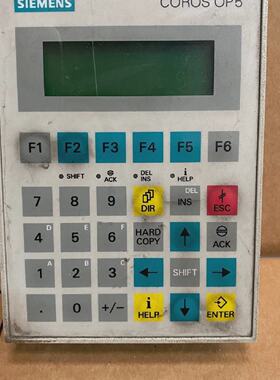 SIEMENS COROS OP5
F1 F2 F3 F4 F5 F6
SHIFT ACK DEL INS i HELP
7 8 9 DIR INS DEL ESC
4 D 5 E 6 F HARD COPY ACK
1 A 2 B 3 C SHIFT
. 0 +/- i HELP ENTER